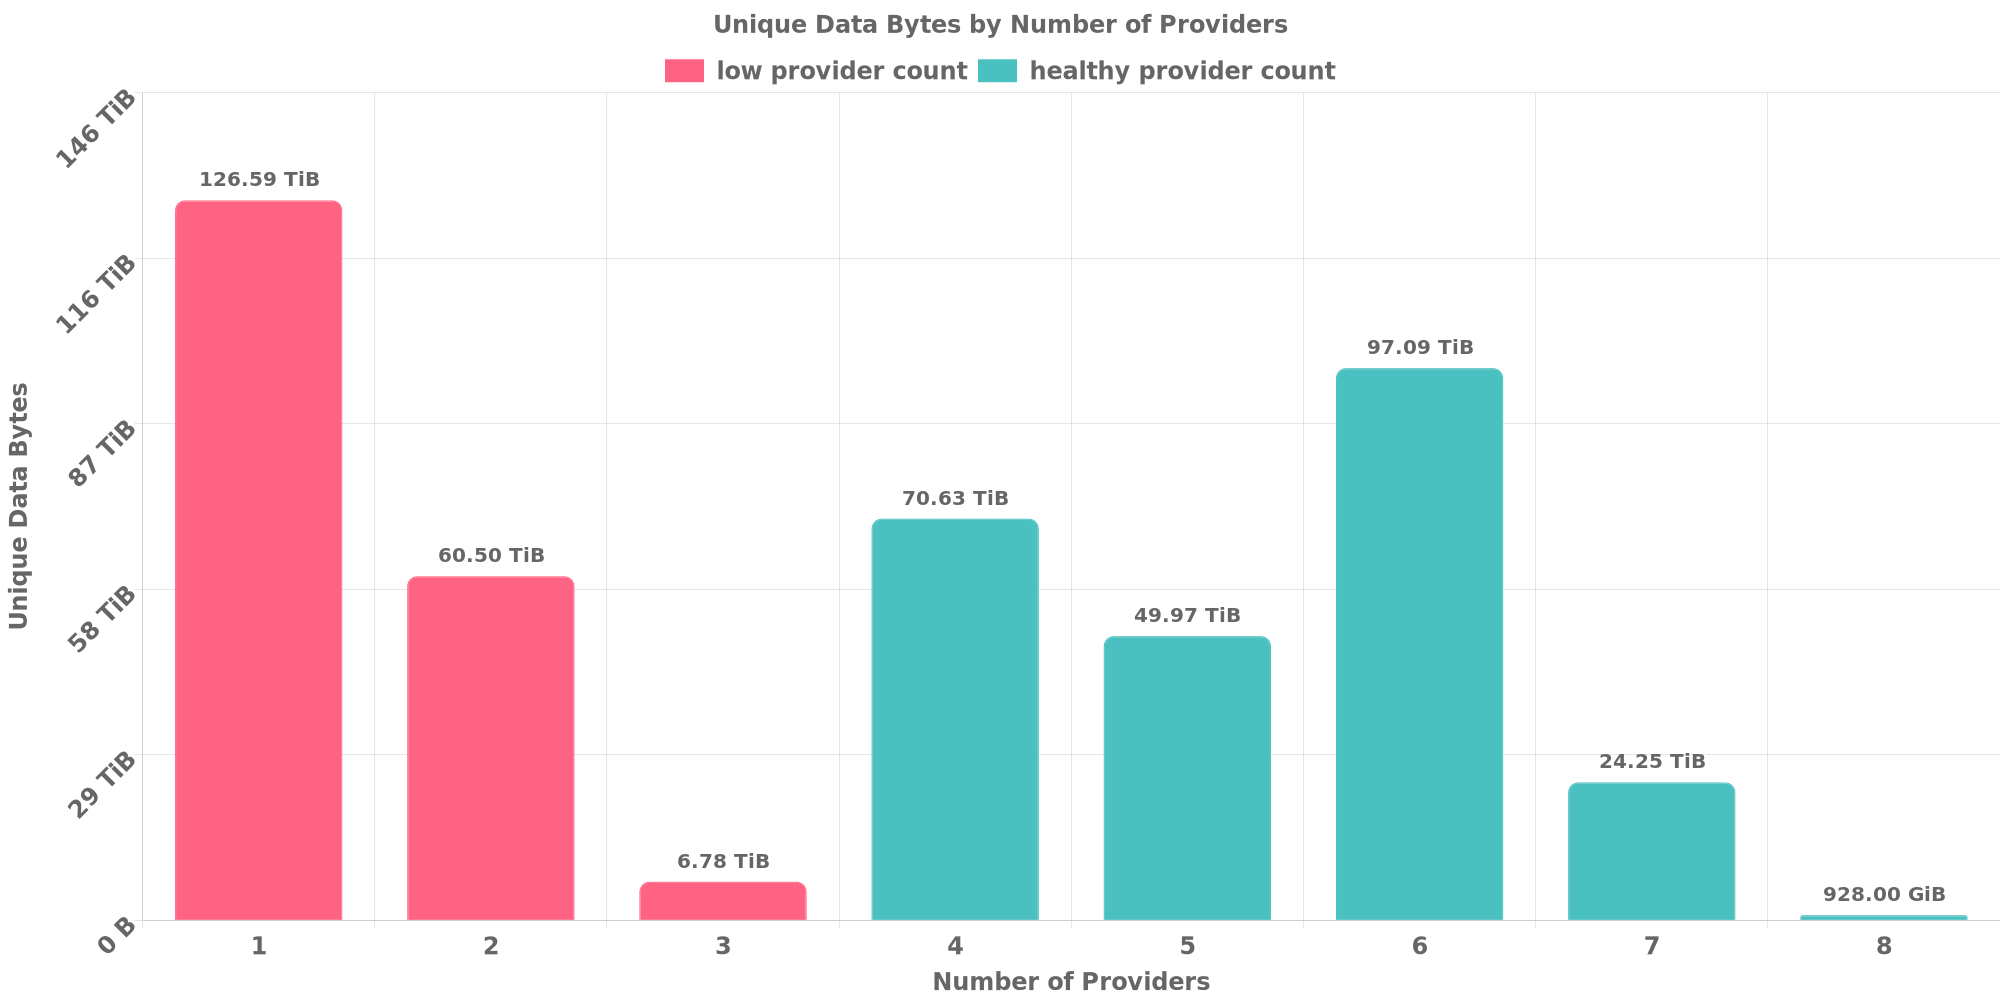 Unique Data Bytes by Number of Providers
low provider count healthy provider count
146 TiB
116 TiB
87 TiB
58 TiB
29 TiB
0 B
Unique Data Bytes
126.59 TiB
60.50 TiB
6.78 TiB
70.63 TiB
49.97 TiB
97.09 TiB
24.25 TiB
928.00 GiB
1 2 3 4 5 6 7 8
Number of Providers